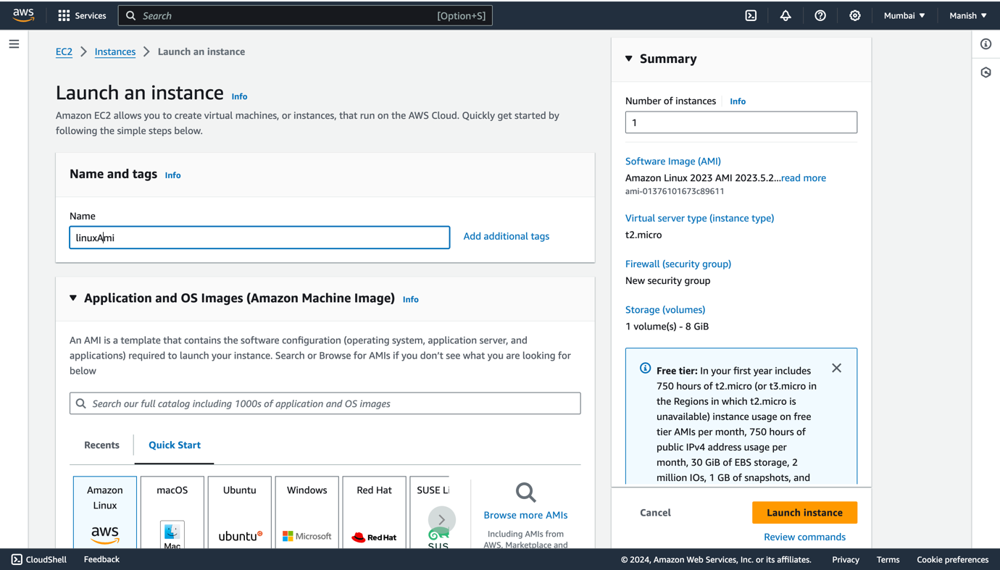 aws
Services
Search
[Option+S]
Mumbai
Manish
EC2
Instances
Launch an instance
Launch an instance
Info
Amazon EC2 allows you to create virtual machines, or instances, that run on the AWS Cloud. Quickly get started by
following the simple steps below.
Name and tags
Info
Name
linuxAmi
Add additional tags
Application and OS Images (Amazon Machine Image)
Info
An AMI is a template that contains the software configuration (operating system, application server, and
applications) required to launch your instance. Search or Browse for AMIs if you don’t see what you are looking for
below
Search our full catalog including 1000s of application and OS images
Recents
Quick Start
Amazon
Linux
aws
macOS
Mac
Ubuntu
ubuntu
Windows
Microsoft
Red Hat
Red Hat
SUSE Li
SUS
Browse more AMIs
Including AMIs from
AWS, Marketplace and
Summary
Number of instances
Info
1
Software Image (AMI)
Amazon Linux 2023 AMI 2023.5.2...read more
ami-01376101673c89611
Virtual server type (instance type)
t2.micro
Firewall (security group)
New security group
Storage (volumes)
1 volume(s) - 8 GiB
Free tier: In your first year includes
750 hours of t2.micro (or t3.micro in
the Regions in which t2.micro is
unavailable) instance usage on free
tier AMIs per month, 750 hours of
public IPv4 address usage per
month, 30 GiB of EBS storage, 2
million IOs, 1 GB of snapshots, and
Cancel
Launch instance
Review commands
CloudShell
Feedback
© 2024, Amazon Web Services, Inc. or its affiliates.
Privacy
Terms
Cookie preferences